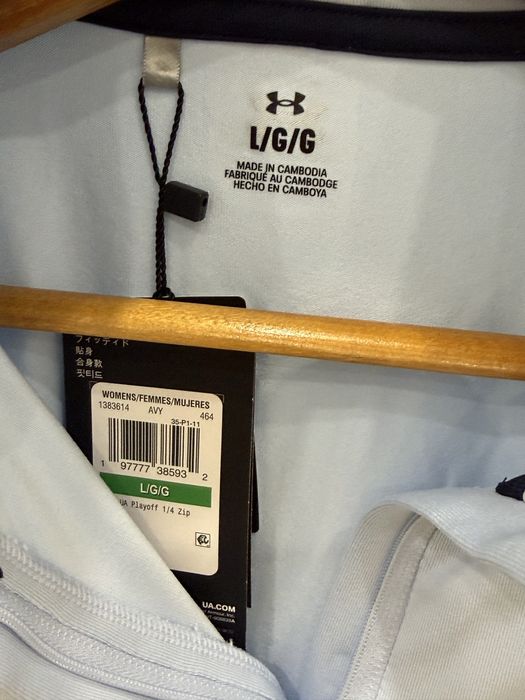 L/G/G
MADE IN CAMBODIA
FABRIQUÉ AU CAMBODGE
HECHO EN CAMBOYA
フィッティド
貼身
合身款
핏티드
WOMENS/FEMMES/MUJERES
1383614 AVY 464
35-P1-11
1 97777 38593 2
L/G/G
UA Playoff 1/4 Zip
UA.COM